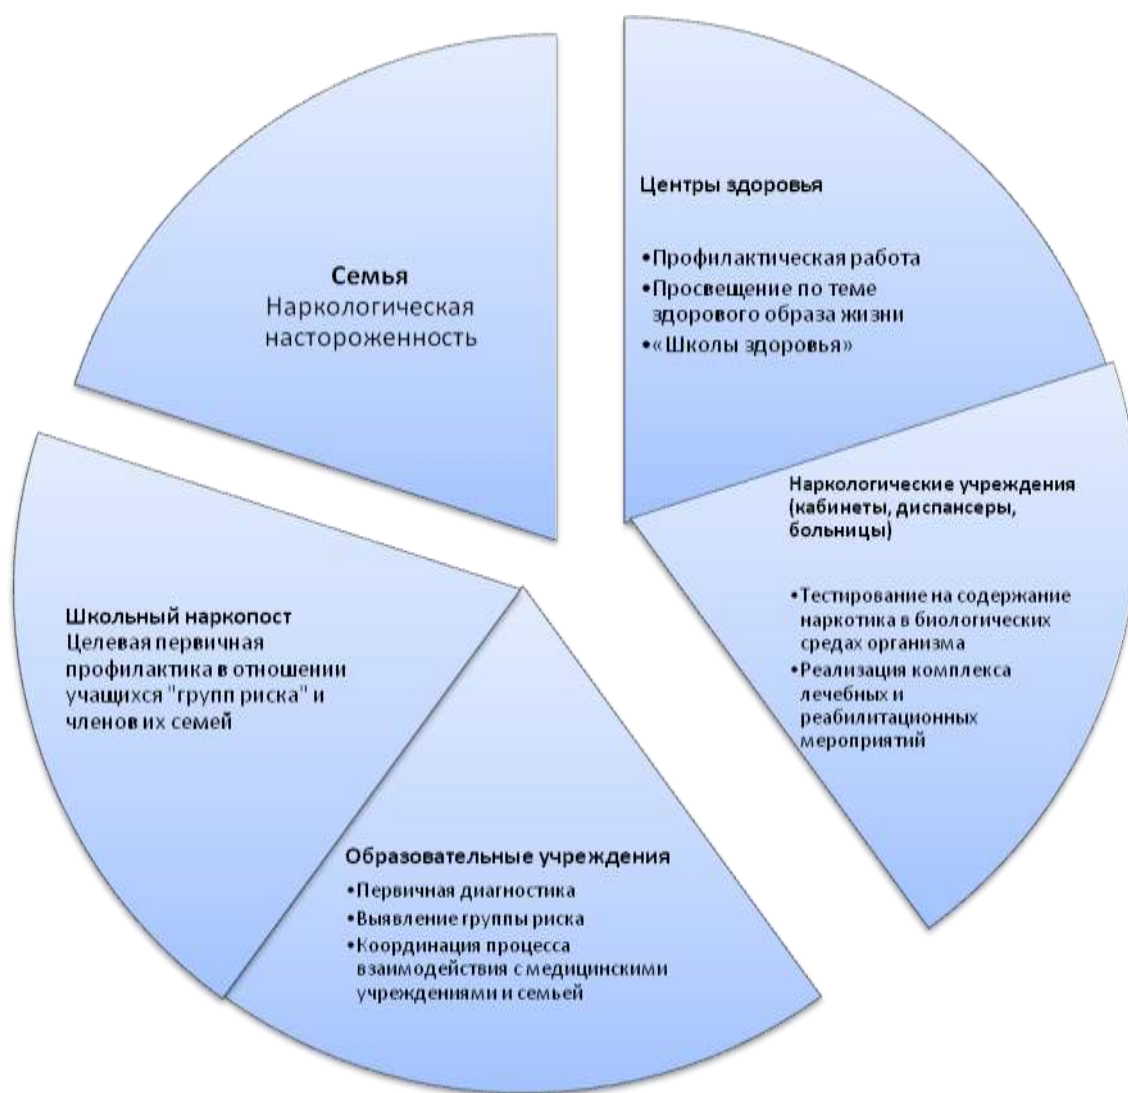 Семья
Наркологическая
настороженность
Центры здоровья
•Профилактическая работа
•Просвещение по теме
здорового образа жизни
•«Школы здоровья»
Наркологические учреждения
(кабинеты, диспансеры,
больницы)
•Тестирование на содержание
наркотика в биологических
средах организма
•Реализация комплекса
лечебных и
реабилитационных
мероприятий
Школьный наркопост
Целевая первичная
профилактика в отношении
учащихся "групп риска" и
членов их семей
Образовательные учреждения
•Первичная диагностика
•Выявление группы риска
•Координация процесса
взаимодействия с медицинскими
учреждениями и семьей